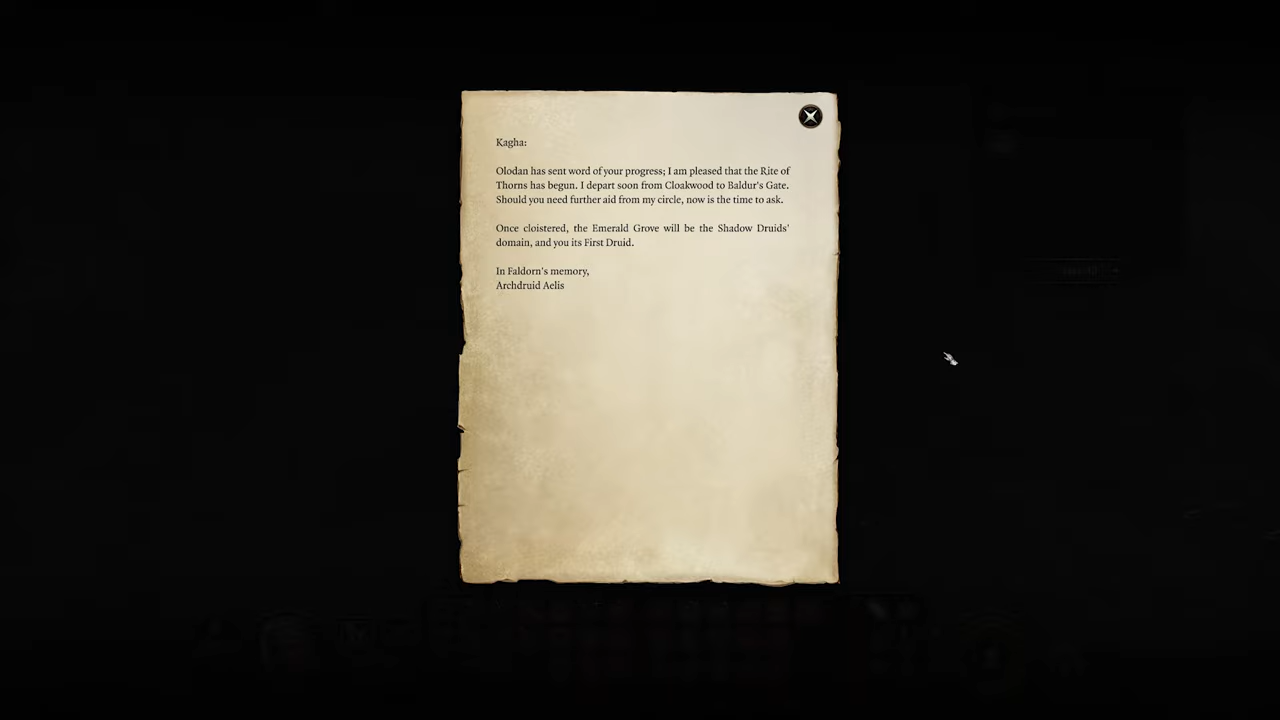 Kagha:
Olodan has sent word of your progress; I am pleased that the Rite of
Thorns has begun. I depart soon from Cloakwood to Baldur's Gate.
Should you need further aid from my circle, now is the time to ask.
Once cloistered, the Emerald Grove will be the Shadow Druids'
domain, and you its First Druid.
In Faldorn's memory,
Archdruid Aelis